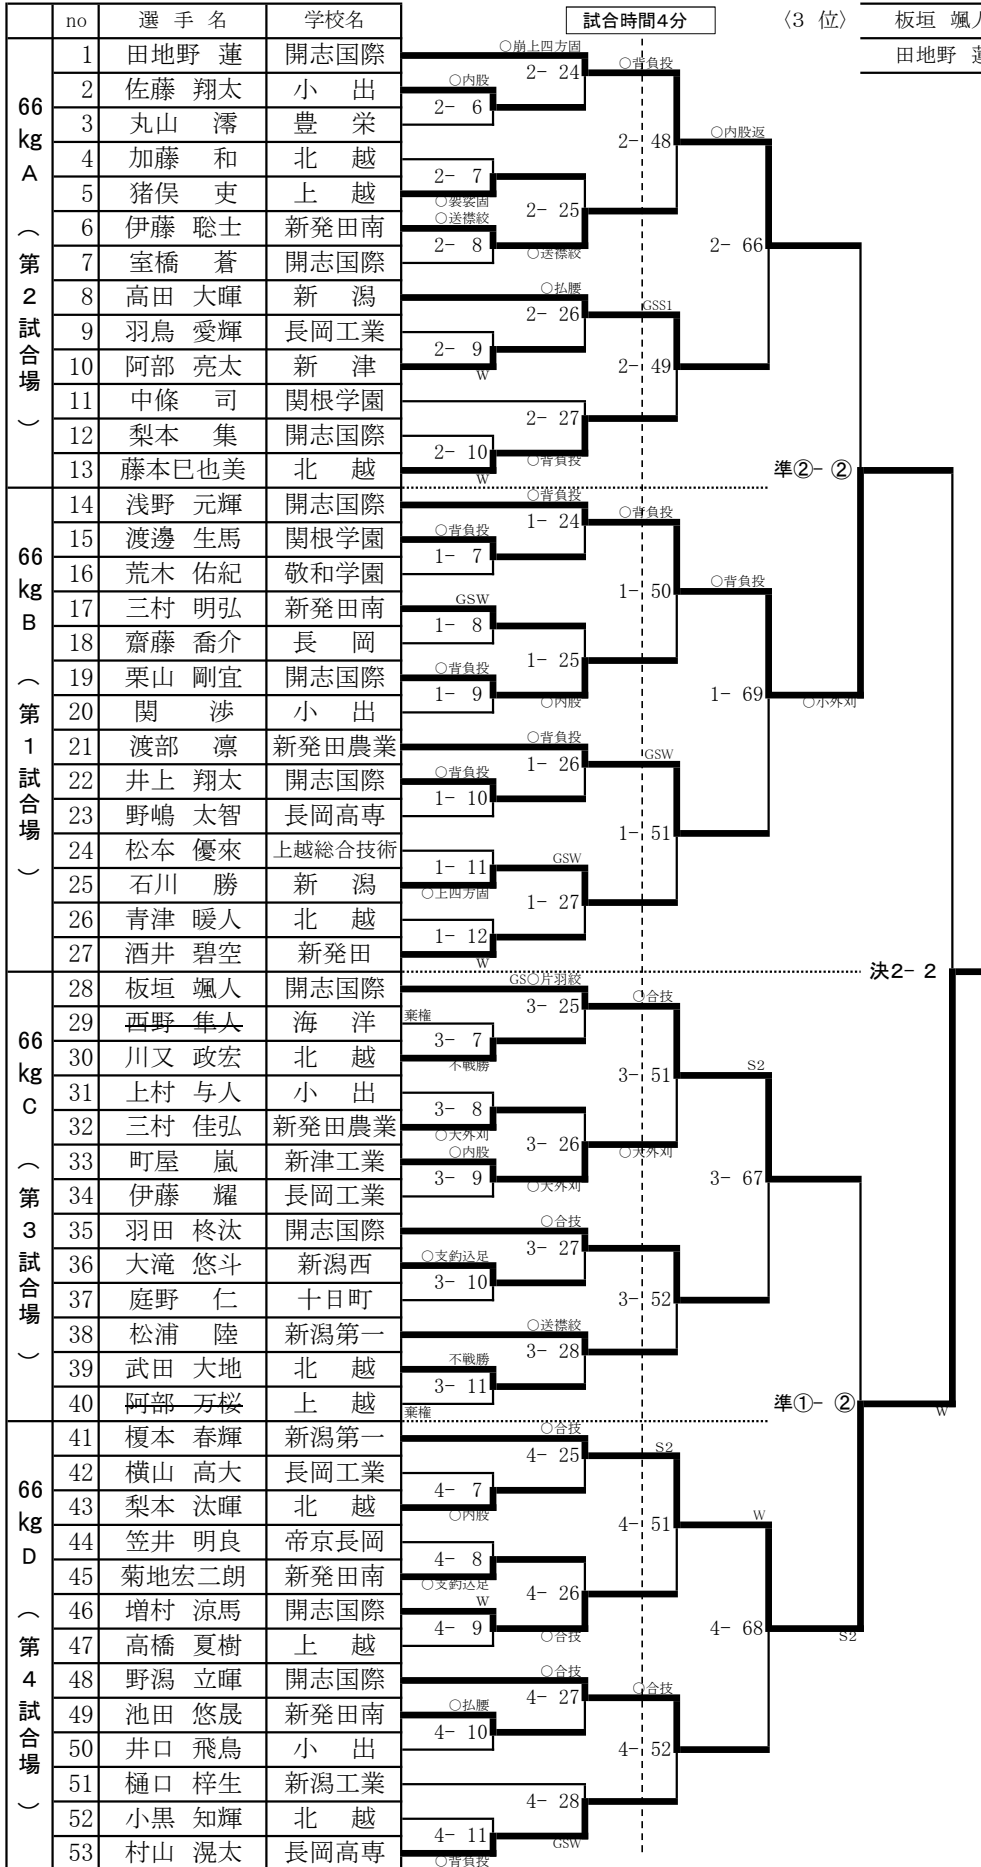 no 選手名 学校名 試合時間4分 〈3 位〉 板垣 颯人
1 田地野 蓮 開志国際 田地野 蓮
2 佐藤 翔太 小出
3 丸山 澪 豊栄
4 加藤 和 北越
5 猪俣 吏 上越
6 伊藤 聡士 新発田南
7 室橋 蒼 開志国際
8 高田 大暉 新潟
9 羽鳥 愛輝 長岡工業
10 阿部 亮太 新津
11 中條 司 関根学園
12 梨本 集 開志国際
13 藤本巳也美 北越
66kg A (第2試合場)
○崩上四方固 2- 24
○内股 2- 6
2- 7 ○袈裟固
○送襟絞 2- 8
2- 25 ○送襟絞
○背負投 2- 48
○払腰 2- 26
2- 9 W
GSS1 2- 49
2- 27 ○背負投
2- 10 W
○内股返 2- 66
準②- ②
14 浅野 元輝 開志国際
15 渡邊 生馬 関根学園
16 荒木 佑紀 敬和学園
17 三村 明弘 新発田南
18 齋藤 喬介 長岡
19 栗山 剛宜 開志国際
20 関 渉 小出
21 渡部 凛 新発田農業
22 井上 翔太 開志国際
23 野嶋 太智 長岡高専
24 松本 優來 上越総合技術
25 石川 勝 新潟
26 青津 暖人 北越
27 酒井 碧空 新発田
66kg B (第1試合場)
○背負投 1- 24
○背負投 1- 7
GSW 1- 8
○背負投 1- 9
1- 25 ○内股
○背負投 1- 50
○背負投 1- 26
○背負投 1- 10
GSW 1- 51
1- 11 ○上四方固
GSW 1- 27
1- 12 W
○背負投 1- 69 ○小外刈
決2- 2
28 板垣 颯人 開志国際
29 西野 隼人 海洋
30 川又 政宏 北越
31 上村 与人 小出
32 三村 佳弘 新発田農業
33 町屋 嵐 新津工業
34 伊藤 耀 長岡工業
35 羽田 柊汰 開志国際
36 大滝 悠斗 新潟西
37 庭野 仁 十日町
38 松浦 陸 新潟第一
39 武田 大地 北越
40 阿部 万桜 上越
66kg C (第3試合場)
GS○片羽絞 3- 25
棄権 3- 7 不戦勝
3- 8 ○大外刈
○内股 3- 9
3- 26 ○大外刈
○合技 3- 51 ○大外刈
○合技 3- 27
○支釣込足 3- 10
3- 52
○送襟絞 3- 28
不戦勝 3- 11 棄権
S2 3- 67
準①- ② W
41 榎本 春輝 新潟第一
42 横山 高大 長岡工業
43 梨本 汰暉 北越
44 笠井 明良 帝京長岡
45 菊地宏二朗 新発田南
46 増村 涼馬 開志国際
47 高橋 夏樹 上越
48 野潟 立暉 開志国際
49 池田 悠晟 新発田南
50 井口 飛鳥 小出
51 樋口 梓生 新潟工業
52 小黒 知輝 北越
53 村山 滉太 長岡高専
66kg D (第4試合場)
○合技 4- 25
4- 7 ○内股
4- 8 ○支釣込足
W 4- 9
4- 26 ○合技
S2 4- 51
○合技 4- 27
○払腰 4- 10
○合技 4- 52
4- 28 GSW
4- 11 ○背負投
W 4- 68 S2